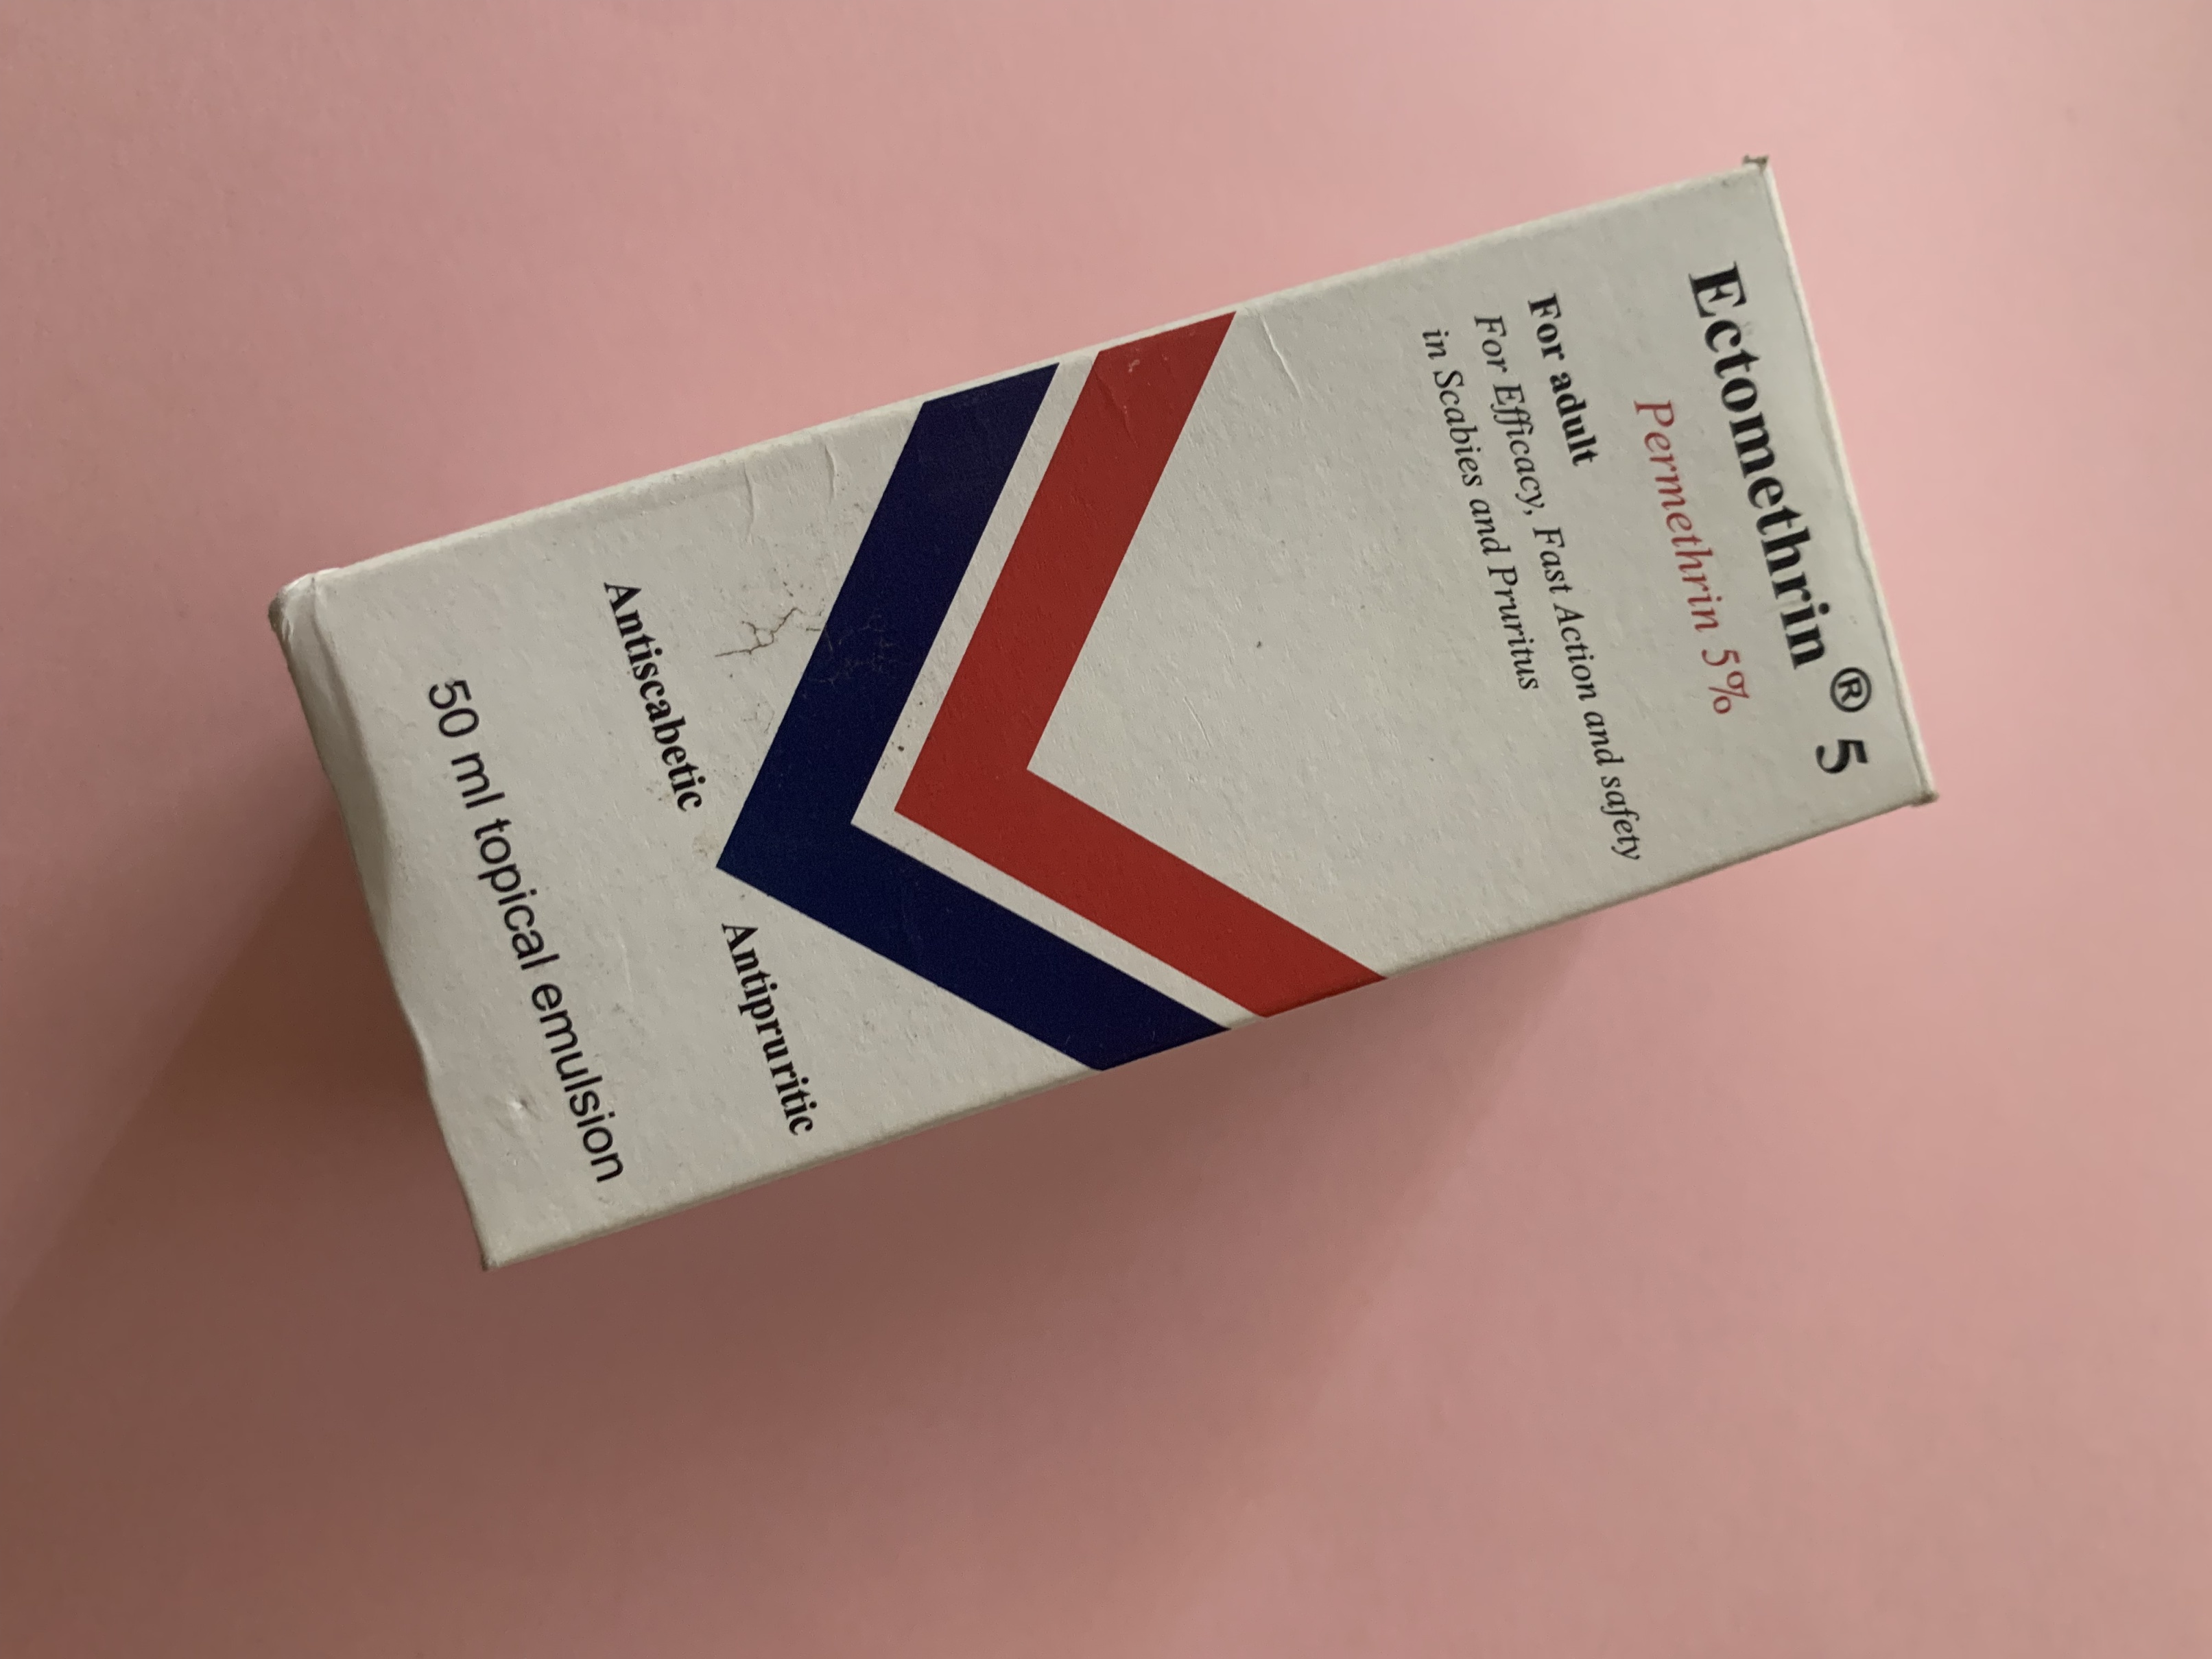 Ectomethrin ® 5
Permethrin 5%
For adult
For Efficacy, Fast Action and safety
in Scabies and Pruritus
Antiscabetic
Antipruritic
50 ml topical emulsion